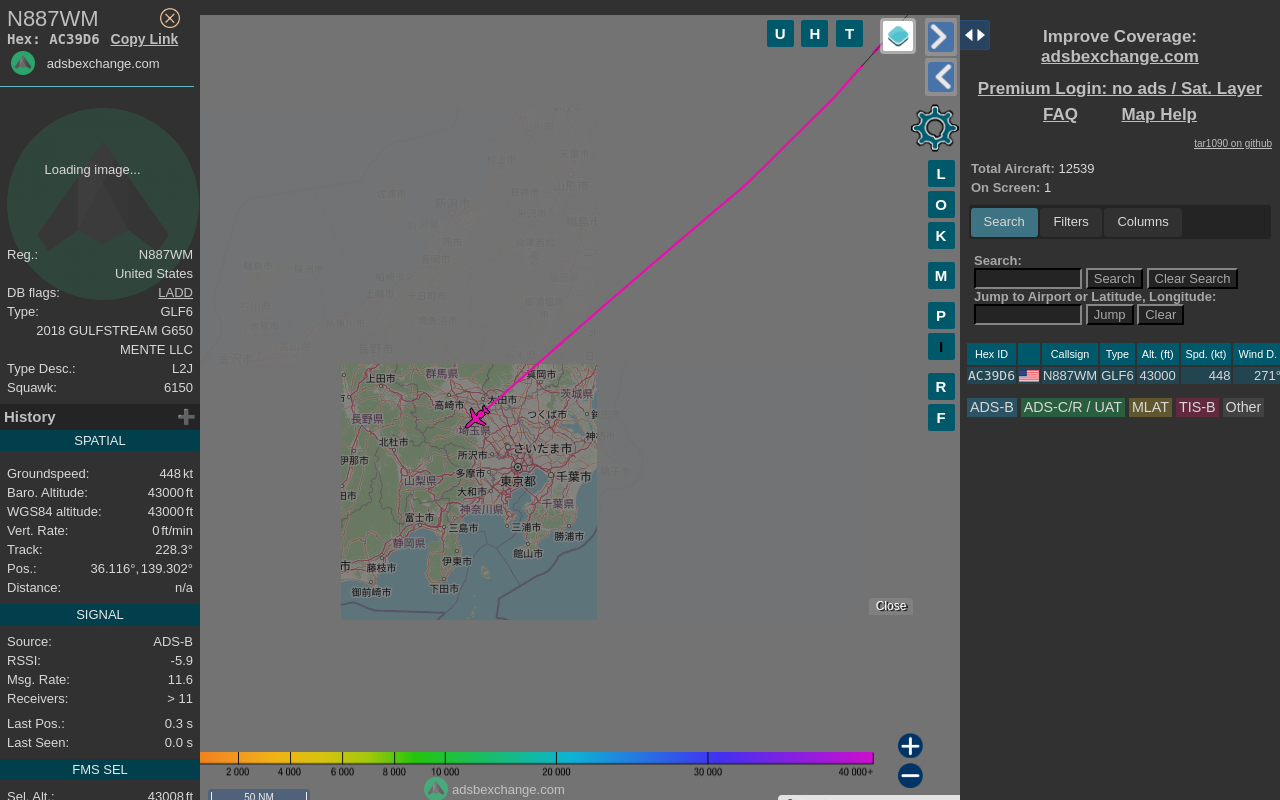 N887WM
Hex: AC39D6 Copy Link
adsbexchange.com
Loading image...
Reg.: N887WM
United States
DB flags: LADD
Type: GLF6
2018 GULFSTREAM G650
MENTE LLC
Type Desc.: L2J
Squawk: 6150
History
SPATIAL
Groundspeed: 448 kt
Baro. Altitude: 43000 ft
WGS84 altitude: 43000 ft
Vert. Rate: 0 ft/min
Track: 228.3°
Pos.: 36.116°, 139.302°
Distance: n/a
SIGNAL
Source: ADS-B
RSSI: -5.9
Msg. Rate: 11.6
Receivers: > 11
Last Pos.: 0.3 s
Last Seen: 0.0 s
FMS SEL
Sel. Alt.: 43008 ft
U H T
L
O
K
M
P
I
R
F
上田市
群馬県
真岡市
高崎市
太田市
茨城県
長野県
つくば市
埼玉県
北杜市
さいたま市
伊那市
所沢市
多摩市
千葉市
山梨県
東京都
大和市
神奈川県
千葉県
富士市
三島市
三浦市
勝浦市
静岡県
館山市
伊東市
藤枝市
下田市
御前崎市
Close
2 000 4 000 6 000 8 000 10 000 20 000 30 000 40 000+
adsbexchange.com
50 NM
Improve Coverage:
adsbexchange.com
Premium Login: no ads / Sat. Layer
FAQ Map Help
tar1090 on github
Total Aircraft: 12539
On Screen: 1
Search Filters Columns
Search:
Search Clear Search
Jump to Airport or Latitude, Longitude:
Jump Clear
Hex ID Callsign Type Alt. (ft) Spd. (kt) Wind D.
AC39D6 N887WM GLF6 43000 448 271°
ADS-B ADS-C/R / UAT MLAT TIS-B Other